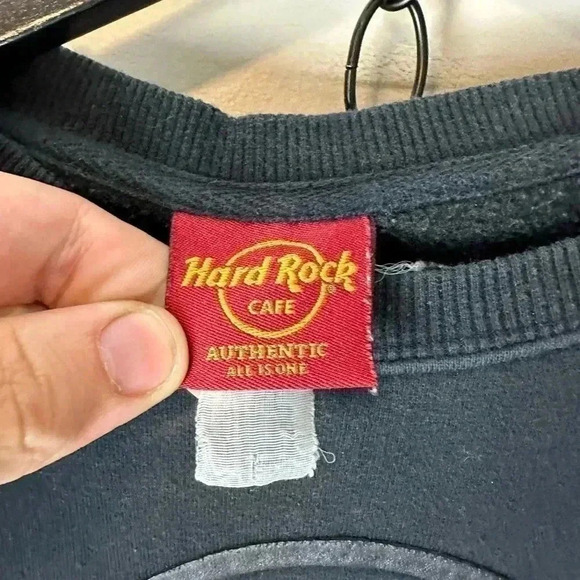 Hard Rock
®
CAFE
AUTHENTIC
ALL IS ONE